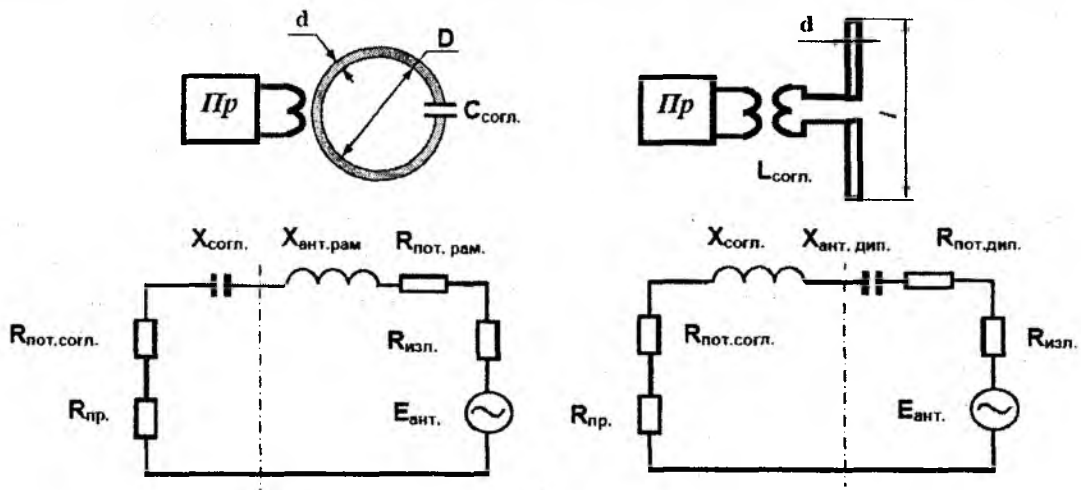 d
D
Пр
Cсогл.
d
Пр
l
Lсогл.
Xсогл.
Xант.рам
Rпот. рам.
Rпот.согл.
Rизл.
Rпр.
Eант.
Xсогл.
Xант. дип.
Rпот.дип.
Rпот.согл.
Rизл.
Rпр.
Eант.